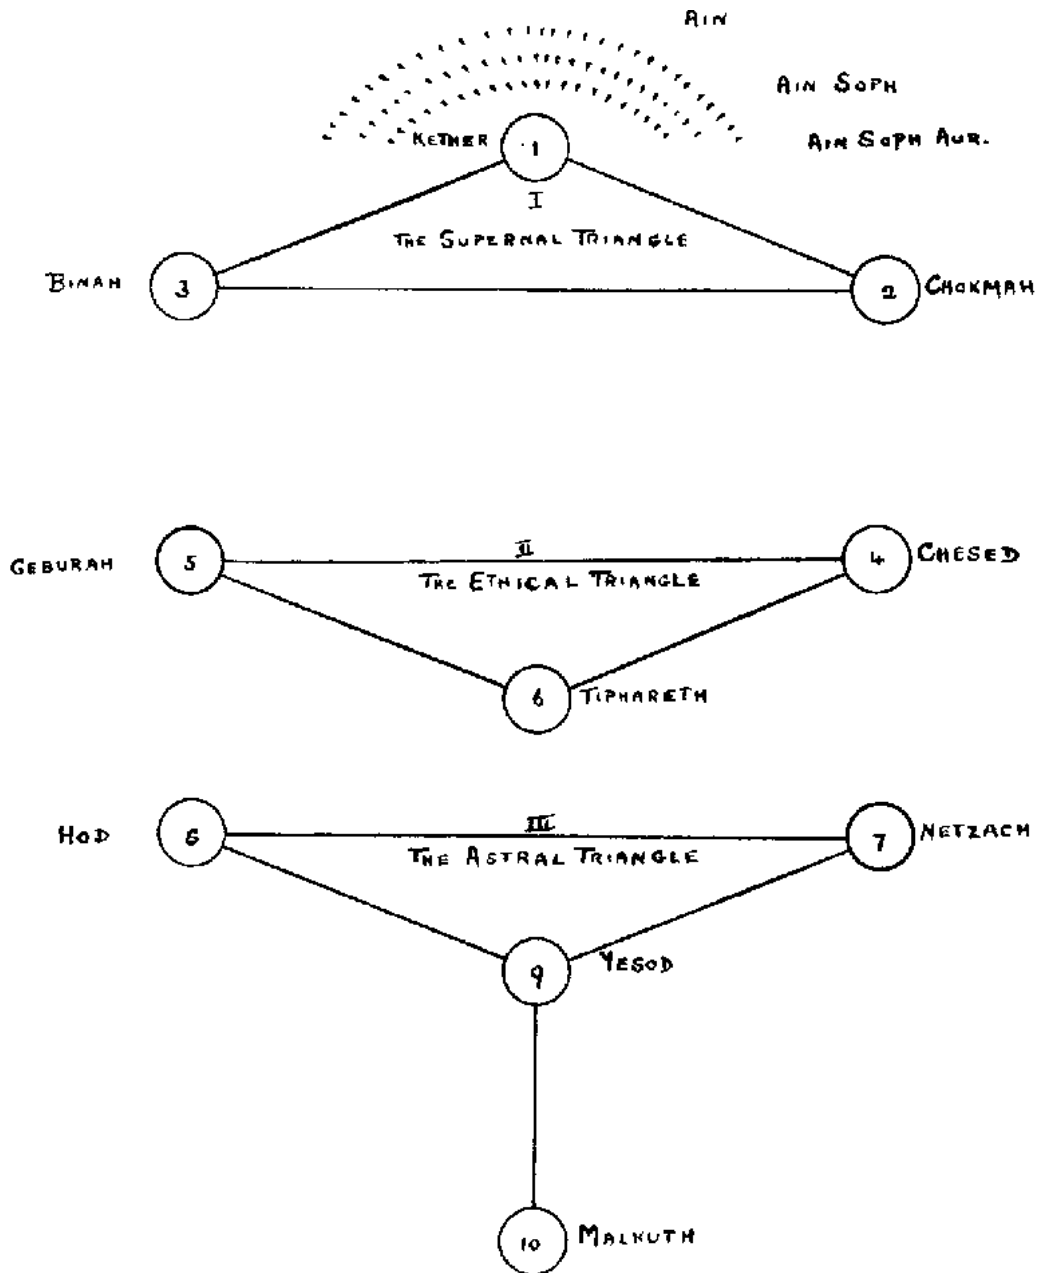 AIN
AIN SOPH
KETHER 1 AIN SOPH AUR.
I
THE SUPERNAL TRIANGLE
BINAH 3 2 CHOKMAH
GEBURAH 5 II 4 CHESED
THE ETHICAL TRIANGLE
6 TIPHARETH
HOD 8 III 7 NETZACH
THE ASTRAL TRIANGLE
9 YESOD
10 MALKUTH